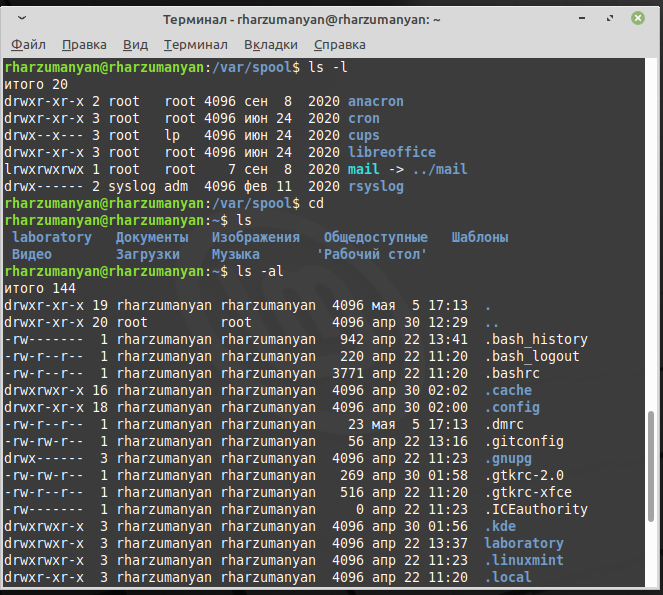 Терминал - rharzumanyan@rharzumanyan: ~
Файл Правка Вид Терминал Вкладки Справка
rharzumanyan@rharzumanyan:/var/spool$ ls -l
итого 20
drwxr-xr-x 2 root   root 4096 сен  8  2020 anacron
drwxr-xr-x 3 root   root 4096 июн 24  2020 cron
drwx--x--- 3 root   lp   4096 июн 24  2020 cups
drwxr-xr-x 3 root   root 4096 июн 24  2020 libreoffice
lrwxrwxrwx 1 root   root    7 сен  8  2020 mail -> ../mail
drwx------ 2 syslog adm  4096 фев 11  2020 rsyslog
rharzumanyan@rharzumanyan:/var/spool$ cd
rharzumanyan@rharzumanyan:~$ ls
laboratory   Документы   Изображения   Общедоступные   Шаблоны
Видео        Загрузки    Музыка       'Рабочий стол'
rharzumanyan@rharzumanyan:~$ ls -al
итого 144
drwxr-xr-x 19 rharzumanyan rharzumanyan  4096 мая  5 17:13  .
drwxr-xr-x 20 root         root          4096 апр 30 12:29  ..
-rw-------  1 rharzumanyan rharzumanyan   942 апр 22 13:41  .bash_history
-rw-r--r--  1 rharzumanyan rharzumanyan   220 апр 22 11:20  .bash_logout
-rw-r--r--  1 rharzumanyan rharzumanyan  3771 апр 22 11:20  .bashrc
drwxrwxr-x 16 rharzumanyan rharzumanyan  4096 апр 30 02:02  .cache
drwxr-xr-x 18 rharzumanyan rharzumanyan  4096 апр 30 02:00  .config
-rw-r--r--  1 rharzumanyan rharzumanyan    23 мая  5 17:13  .dmrc
-rw-rw-r--  1 rharzumanyan rharzumanyan    56 апр 22 13:16  .gitconfig
drwx------  3 rharzumanyan rharzumanyan  4096 апр 22 11:23  .gnupg
-rw-rw-r--  1 rharzumanyan rharzumanyan   269 апр 30 01:58  .gtkrc-2.0
-rw-r--r--  1 rharzumanyan rharzumanyan   516 апр 22 11:20  .gtkrc-xfce
-rw-------  1 rharzumanyan rharzumanyan     0 апр 22 11:23  .ICEauthority
drwxrwxr-x  3 rharzumanyan rharzumanyan  4096 апр 30 01:56  .kde
drwxrwxr-x  3 rharzumanyan rharzumanyan  4096 апр 22 13:37  laboratory
drwxrwxr-x  3 rharzumanyan rharzumanyan  4096 апр 22 11:23  .linuxmint
drwxr-xr-x  3 rharzumanyan rharzumanyan  4096 апр 22 11:20  .local